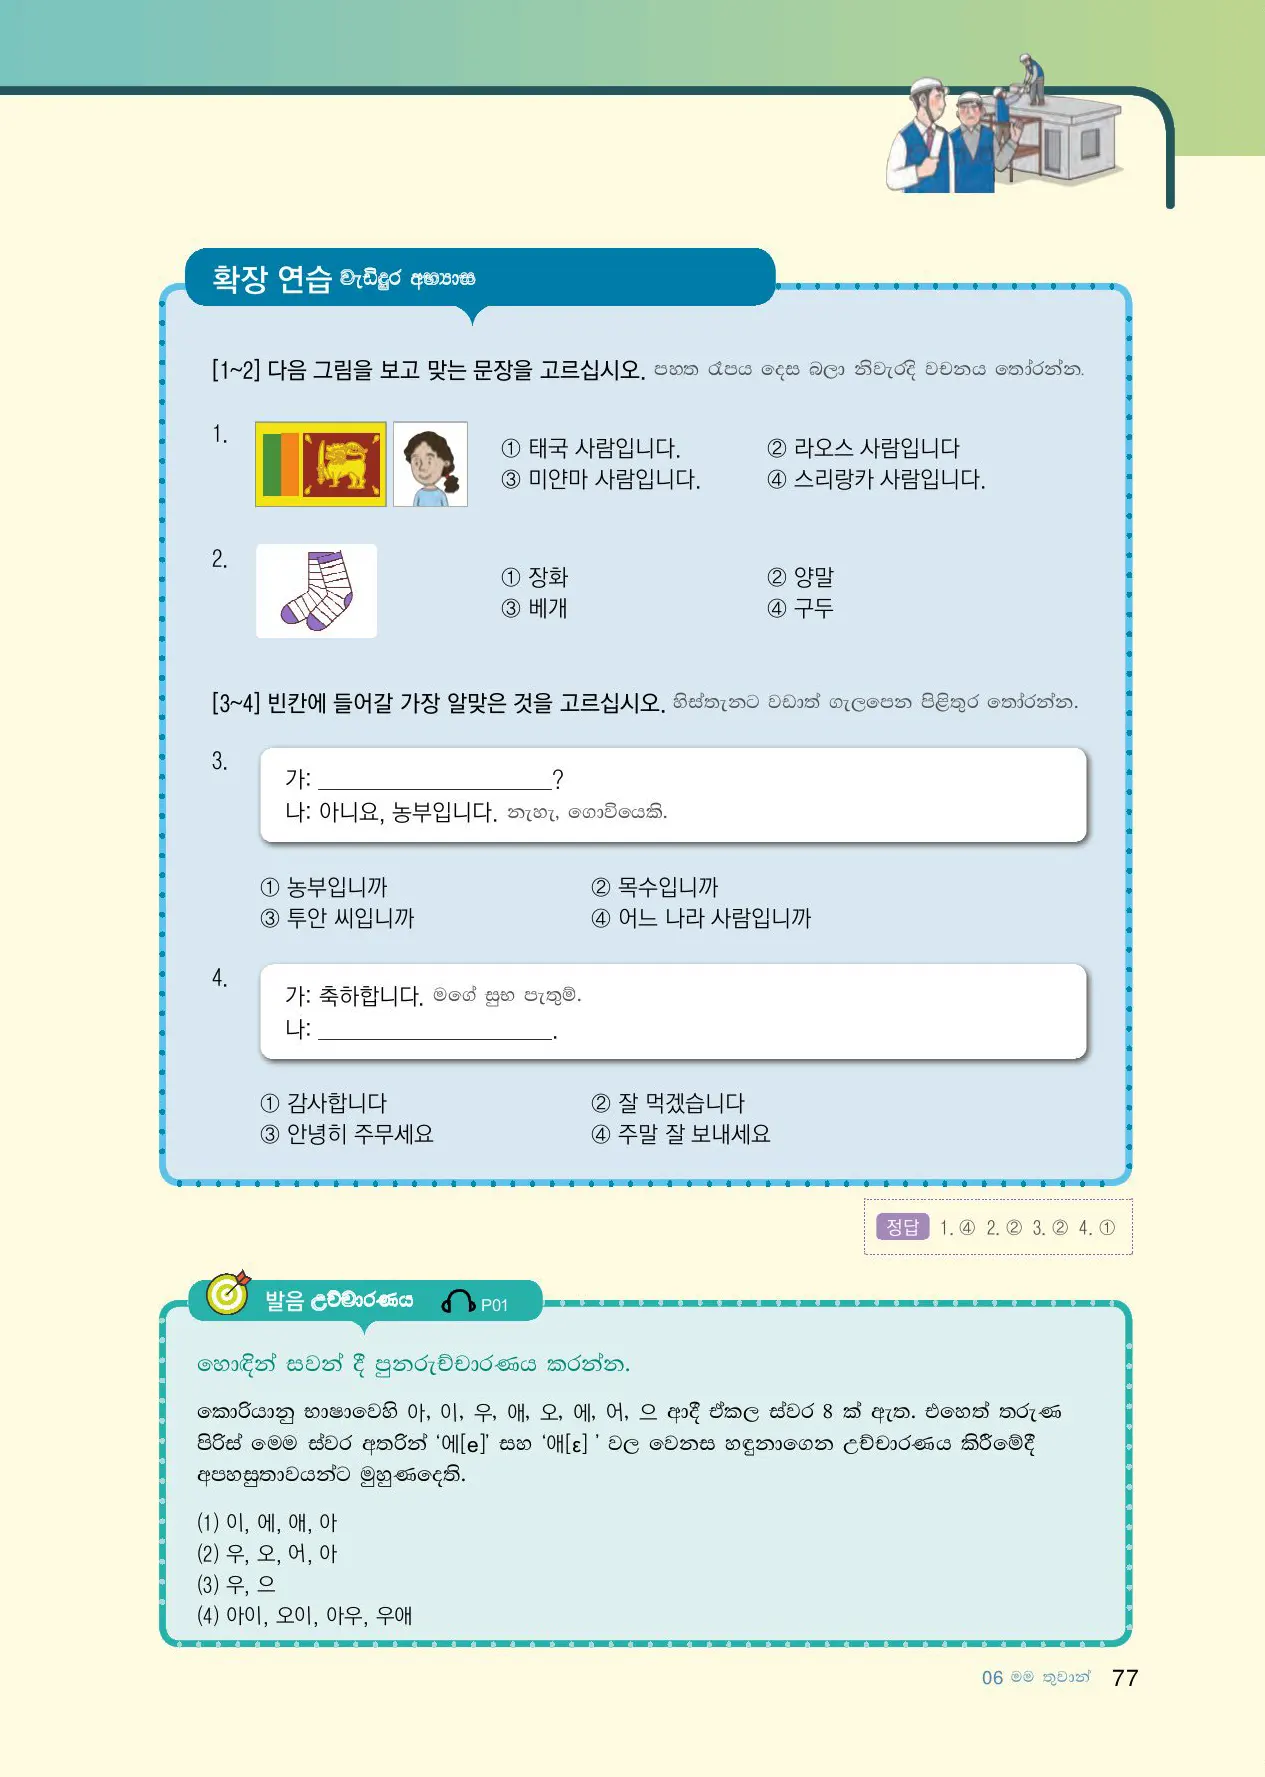 확장 연습 වැඩිදුර අභ්‍යාස
[1~2] 다음 그림을 보고 맞는 문장을 고르십시오. පහත රූපය දෙස බලා නිවැරදි වචනය තෝරන්න.
1.
① 태국 사람입니다. ② 라오스 사람입니다
③ 미얀마 사람입니다. ④ 스리랑카 사람입니다.
2.
① 장화 ② 양말
③ 베개 ④ 구두
[3~4] 빈칸에 들어갈 가장 알맞은 것을 고르십시오. හිස්තැනට වඩාත් ගැලපෙන පිළිතුර තෝරන්න.
3.
가: ____________________?
나: 아니요, 농부입니다. නැහැ, ගොවියෙකි.
① 농부입니까 ② 목수입니까
③ 투안 씨입니까 ④ 어느 나라 사람입니까
4.
가: 축하합니다. මගේ සුභ පැතුම්.
나: ____________________.
① 감사합니다 ② 잘 먹겠습니다
③ 안녕히 주무세요 ④ 주말 잘 보내세요
정답 1. ④ 2. ② 3. ② 4. ①
발음 උච්චාරණය P01
හොඳින් සවන් දී පුනරුච්චාරණය කරන්න.
කොරියානු භාෂාවෙහි 아, 이, 우, 애, 오, 에, 어, 으 ආදී ඒකල ස්වර 8 ක් ඇත. එහෙත් තරුණ
පිරිස් මෙම ස්වර අතරින් ‘에[e]’ සහ ‘애[ɛ] ’ වල වෙනස හඳුනාගෙන උච්චාරණය කිරීමේදී
අපහසුතාවයන්ට මුහුණදෙති.
(1) 이, 에, 애, 아
(2) 우, 오, 어, 아
(3) 우, 으
(4) 아이, 오이, 아우, 우애
06 මම තුවාන් 77